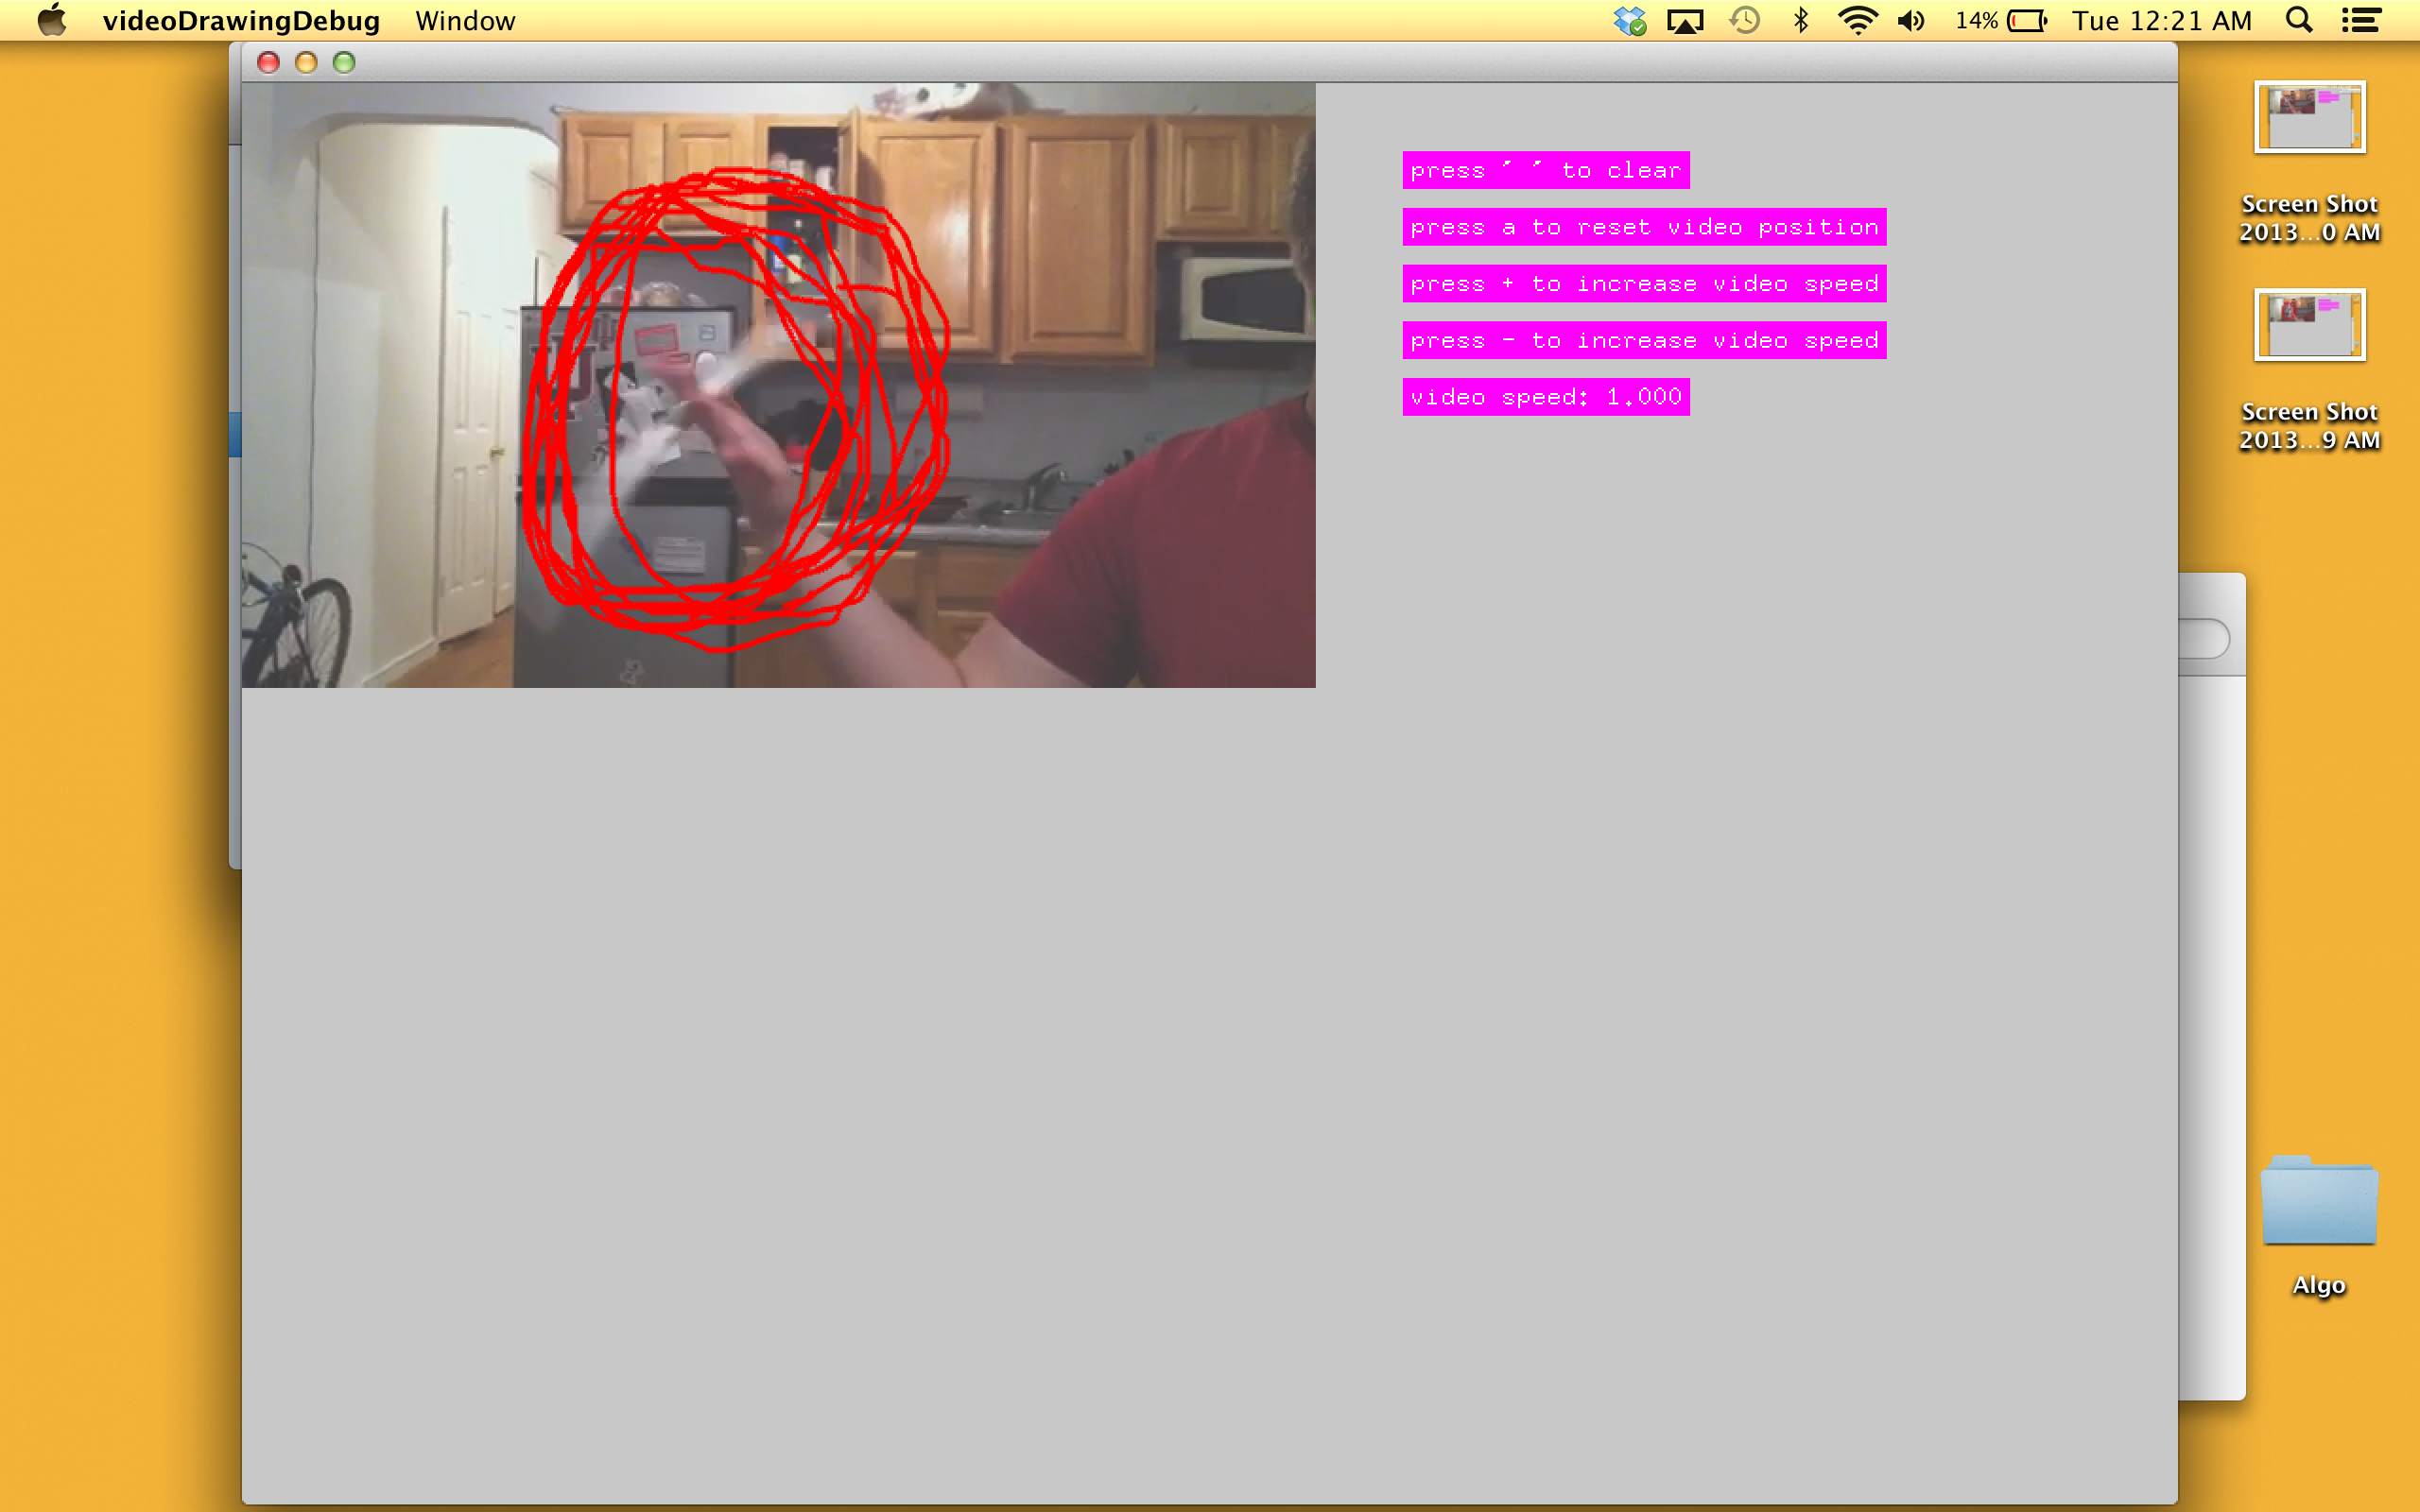 videoDrawingDebug Window 14% Tue 12:21 AM
press ' ' to clear
press a to reset video position
press + to increase video speed
press - to increase video speed
video speed: 1.000
Screen Shot
2013...0 AM
Screen Shot
2013...9 AM
Algo